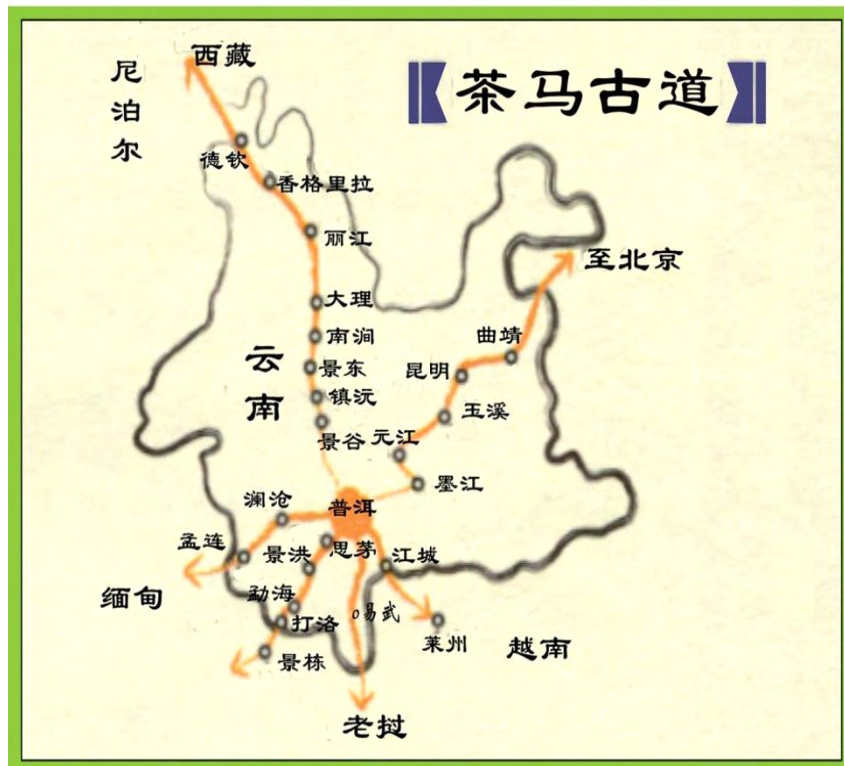 茶马古道
西藏
尼泊尔
德钦
香格里拉
丽江
至北京
大理
南涧
曲靖
云南
景东
昆明
镇沅
玉溪
景谷
元江
墨江
澜沧
普洱
孟连
景洪
思茅
江城
缅甸
勐海
易武
打洛
莱州
越南
景栋
老挝